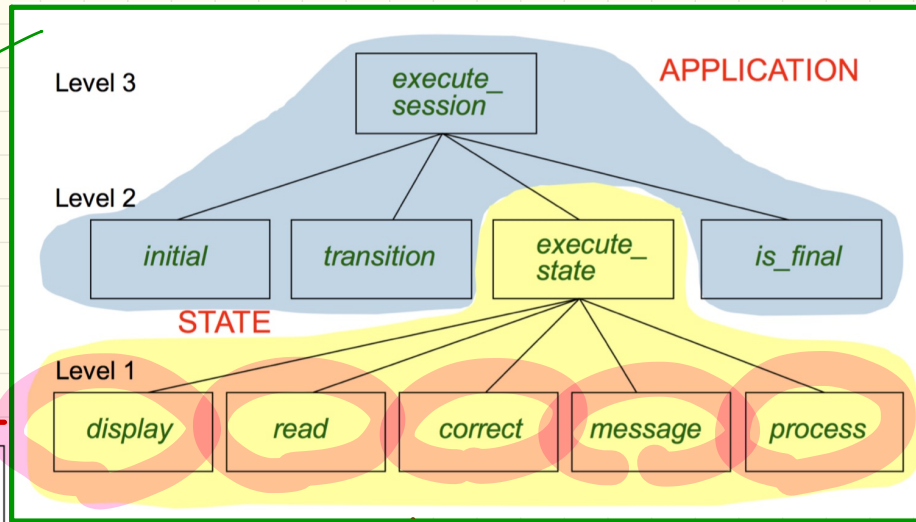 Level 3
execute_
session
APPLICATION
Level 2
initial
transition
execute_
state
is_final
STATE
Level 1
display
read
correct
message
process